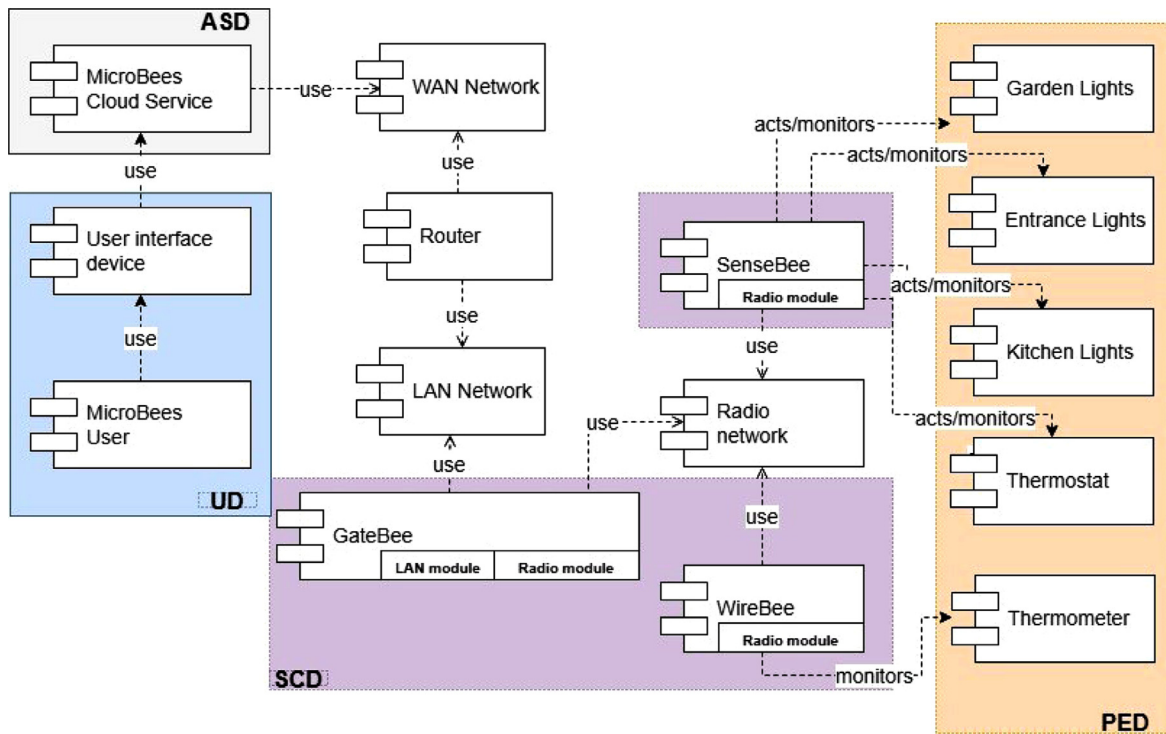 ASD
MicroBees
Cloud Service
use
WAN Network
use
use
User interface
device
use
MicroBees
User
UD
Router
use
LAN Network
use
GateBee
LAN module
Radio module
use
SCD
SenseBee
Radio module
use
Radio
network
use
WireBee
Radio module
acts/monitors
acts/monitors
acts/monitors
acts/monitors
monitors
Garden Lights
Entrance Lights
Kitchen Lights
Thermostat
Thermometer
PED